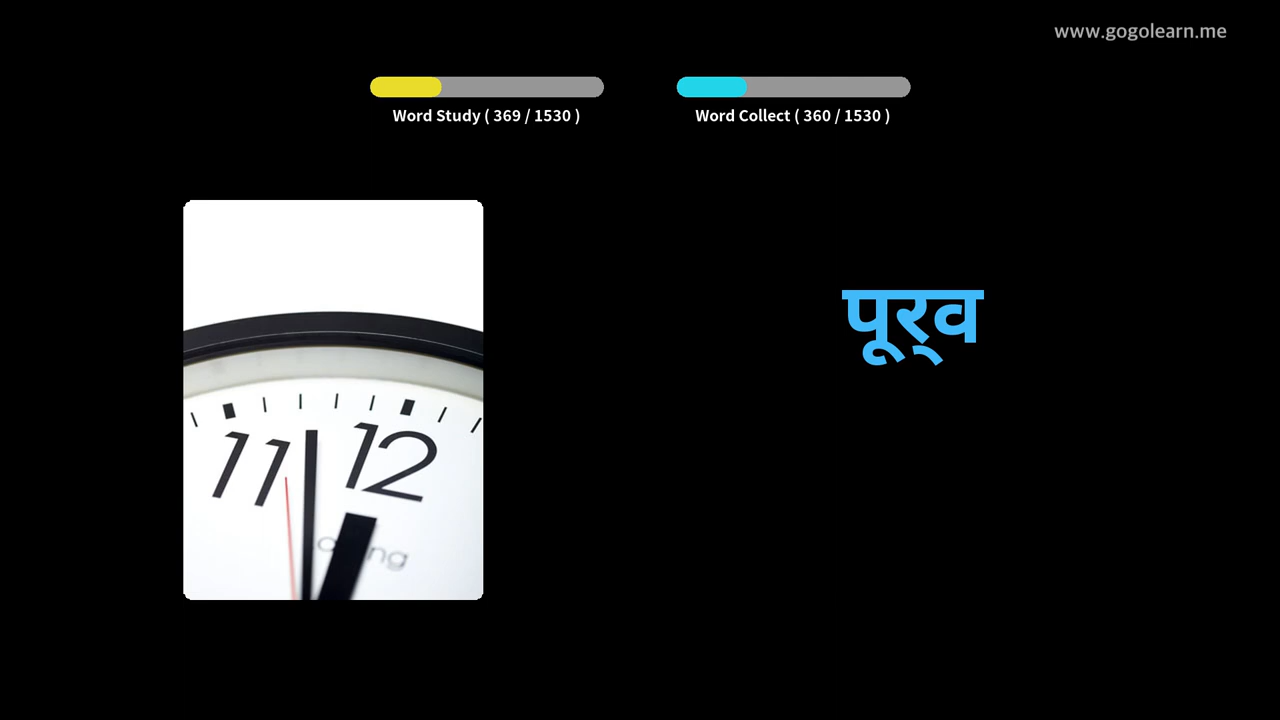 www.gogolearn.me
Word Study ( 369 / 1530 )
Word Collect ( 360 / 1530 )
पूर्‌व
11 12